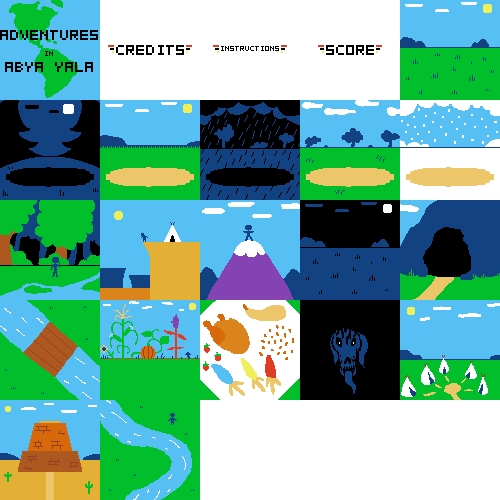 ADVENTURES
IN
ABYA YALA
CREDITS
INSTRUCTIONS
SCORE